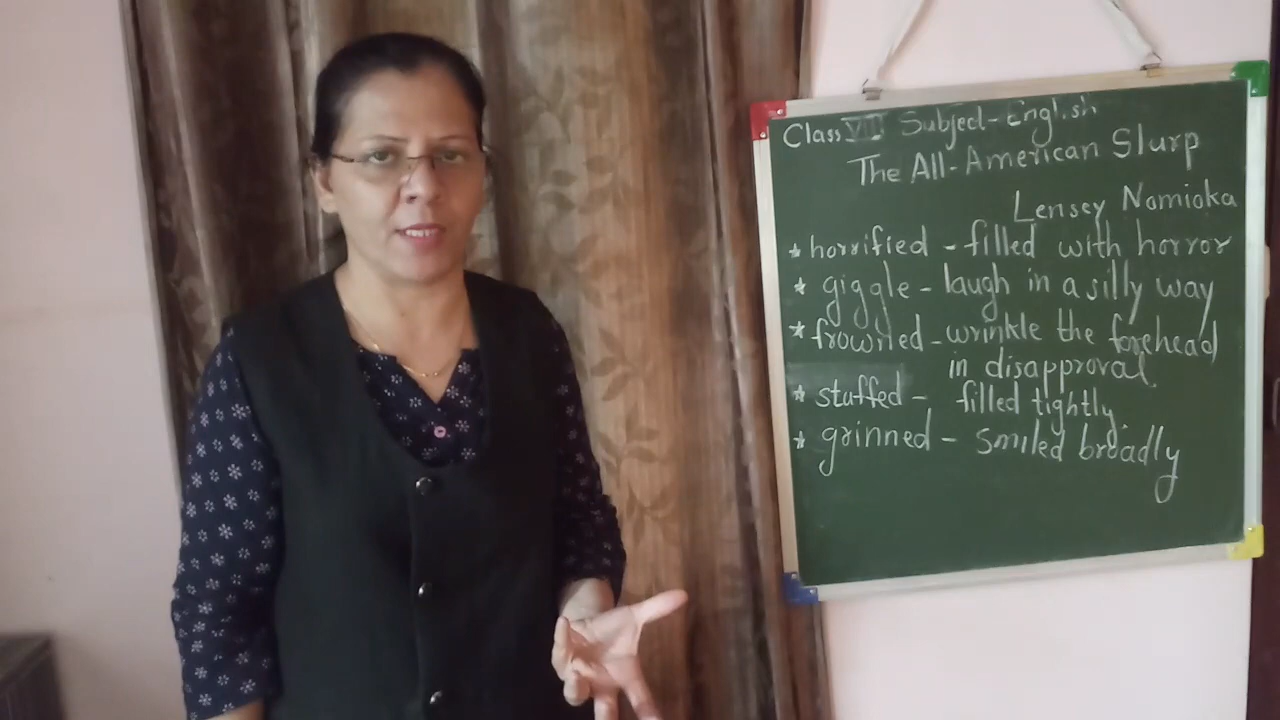 Class VII Subject-English
The All-American Slurp
Lensey Namioka
* horrified - filled with horror
* giggle - laugh in a silly way
* frowned - wrinkle the forehead
in disapproval.
* stuffed - filled tightly.
* grinned - smiled broadly